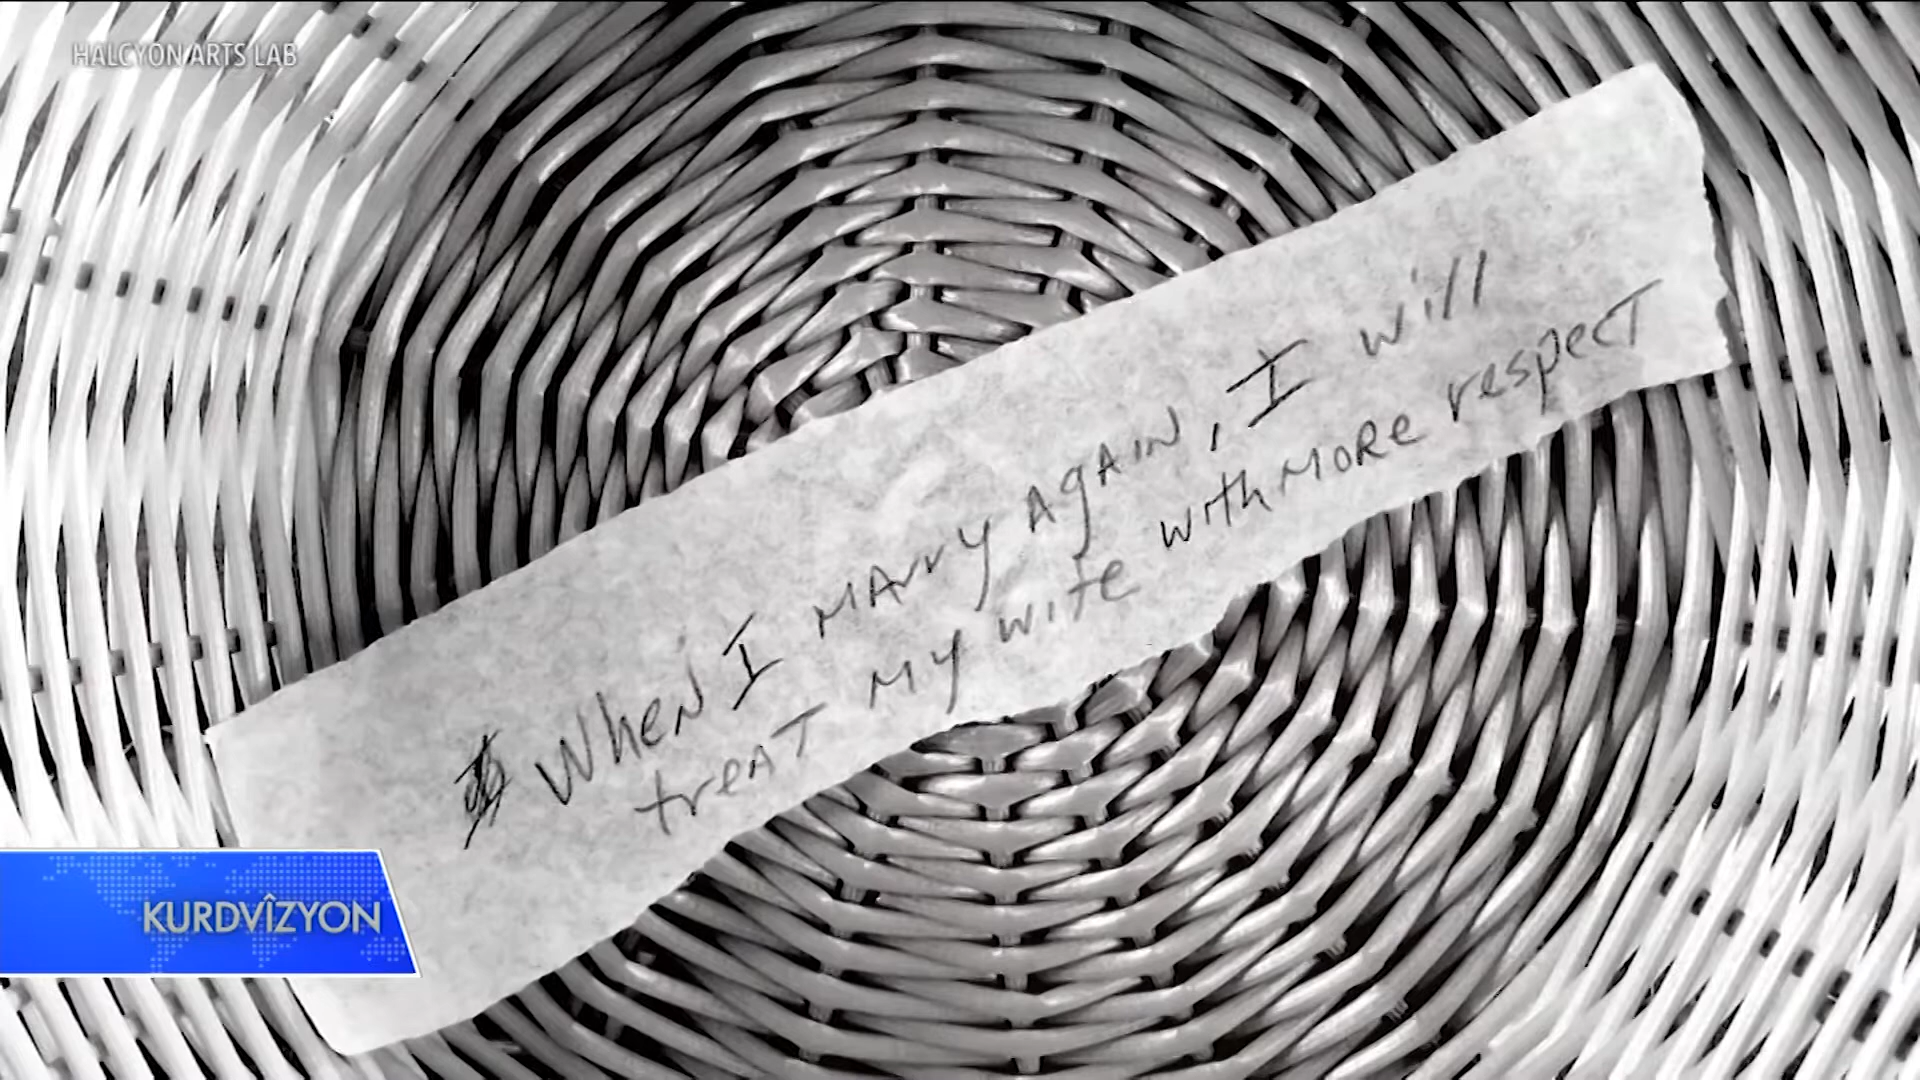 HALCYON ARTS LAB
When I MArry AgAIN, I will
treAT My wife with MORe respecT
KURDVÎZYON